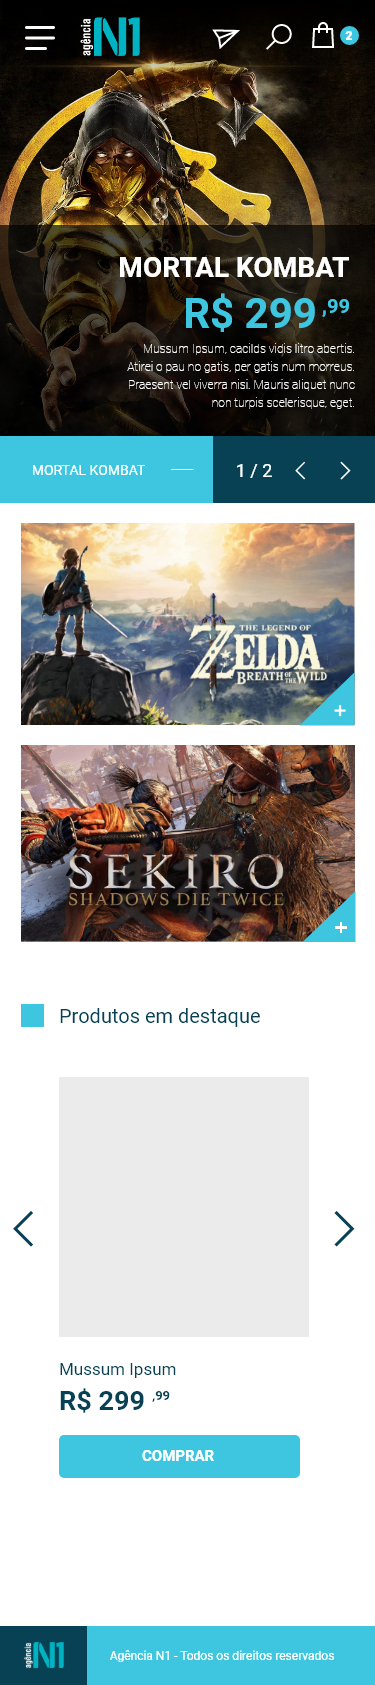 agência N1
2
MORTAL KOMBAT
R$ 299 ,99
Mussum Ipsum, cacilds vidis litro abertis.
Atirei o pau no gatis, per gatis num morreus.
Praesent vel viverra nisi. Mauris aliquet nunc
non turpis scelerisque, eget.
MORTAL KOMBAT
1 / 2
THE LEGEND OF
ZELDA
BREATH OF THE WILD
+
SEKIRO
SHADOWS DIE TWICE
+
Produtos em destaque
Mussum Ipsum
R$ 299 ,99
COMPRAR
agência N1
Agência N1 - Todos os direitos reservados